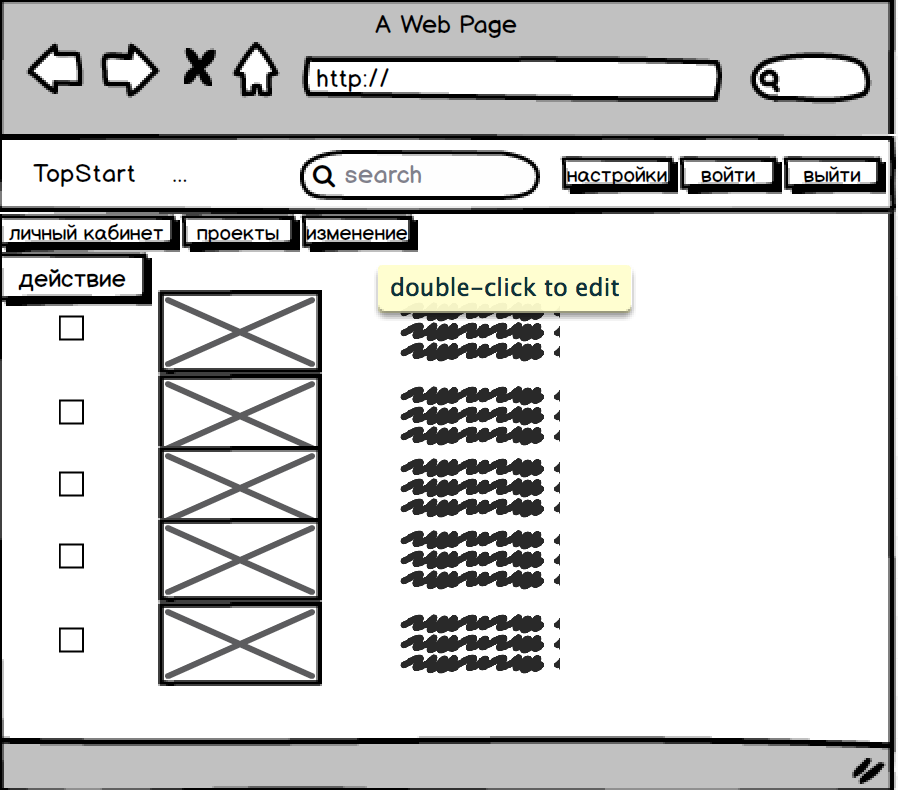 A Web Page
http://
TopStart ... search настройки войти выйти
личный кабинет проекты изменение
действие
double-click to edit